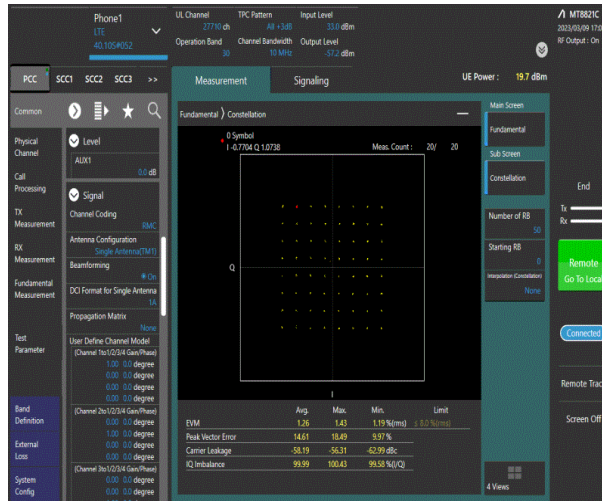 Phone1
LTE
40.10S#052
UL Channel
27710 ch
TPC Pattern
All +3dB
Input Level
33.0 dBm
Operation Band
30
Channel Bandwidth
10 MHz
Output Level
-57.2 dBm
MT8821C
2023/03/09 17:0
RF Output : On
PCC
SCC1
SCC2
SCC3
>>
Measurement
Signaling
UE Power : 19.7 dBm
Common
Physical
Channel
Call
Processing
TX
Measurement
RX
Measurement
Fundamental
Measurement
Test
Parameter
Band
Definition
External
Loss
System
Config
Level
AUX1
0.0 dB
Signal
Channel Coding
RMC
Antenna Configuration
Single Antenna(TM1)
Beamforming
On
DCI Format for Single Antenna
1A
Propagation Matrix
None
User Define Channel Model
(Channel 1to1/2/3/4 Gain/Phase)
1.00 0.0 degree
0.00 0.0 degree
0.00 0.0 degree
0.00 0.0 degree
(Channel 2to1/2/3/4 Gain/Phase)
0.00 0.0 degree
1.00 0.0 degree
0.00 0.0 degree
0.00 0.0 degree
(Channel 3to1/2/3/4 Gain/Phase)
0.00 0.0 degree
0.00 0.0 degree
Fundamental 〉 Constellation
0 Symbol
I -0.7704 Q 1.0738
Meas. Count : 20/ 20
Q
I
Avg. Max. Min. Limit
EVM 1.26 1.43 1.19 %(rms) ≤ 8.0 %(rms)
Peak Vector Error 14.61 18.49 9.97 %
Carrier Leakage -58.19 -56.31 -62.99 dBc
IQ Imbalance 99.99 100.43 99.58 %(I/Q)
Main Screen
Fundamental
Sub Screen
Constellation
Number of RB
50
Starting RB
0
Interpolation (Constellation)
None
4 Views
End
Tx
Rx
Remote
Go To Local
Connected
Remote Trac
Screen Off